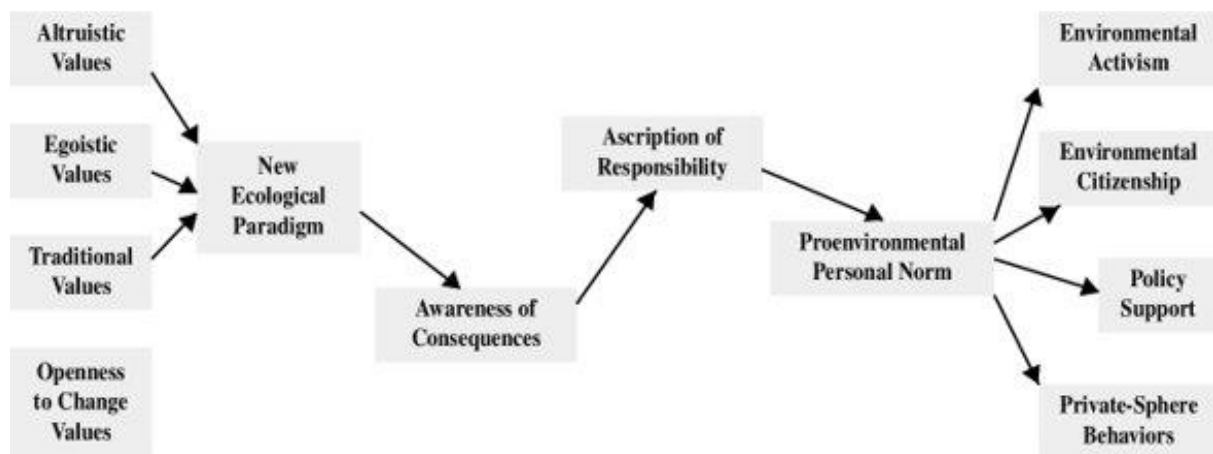 Altruistic
Values
Egoistic
Values
Traditional
Values
Openness
to Change
Values
New
Ecological
Paradigm
Awareness of
Consequences
Ascription of
Responsibility
Proenvironmental
Personal Norm
Environmental
Activism
Environmental
Citizenship
Policy
Support
Private-Sphere
Behaviors